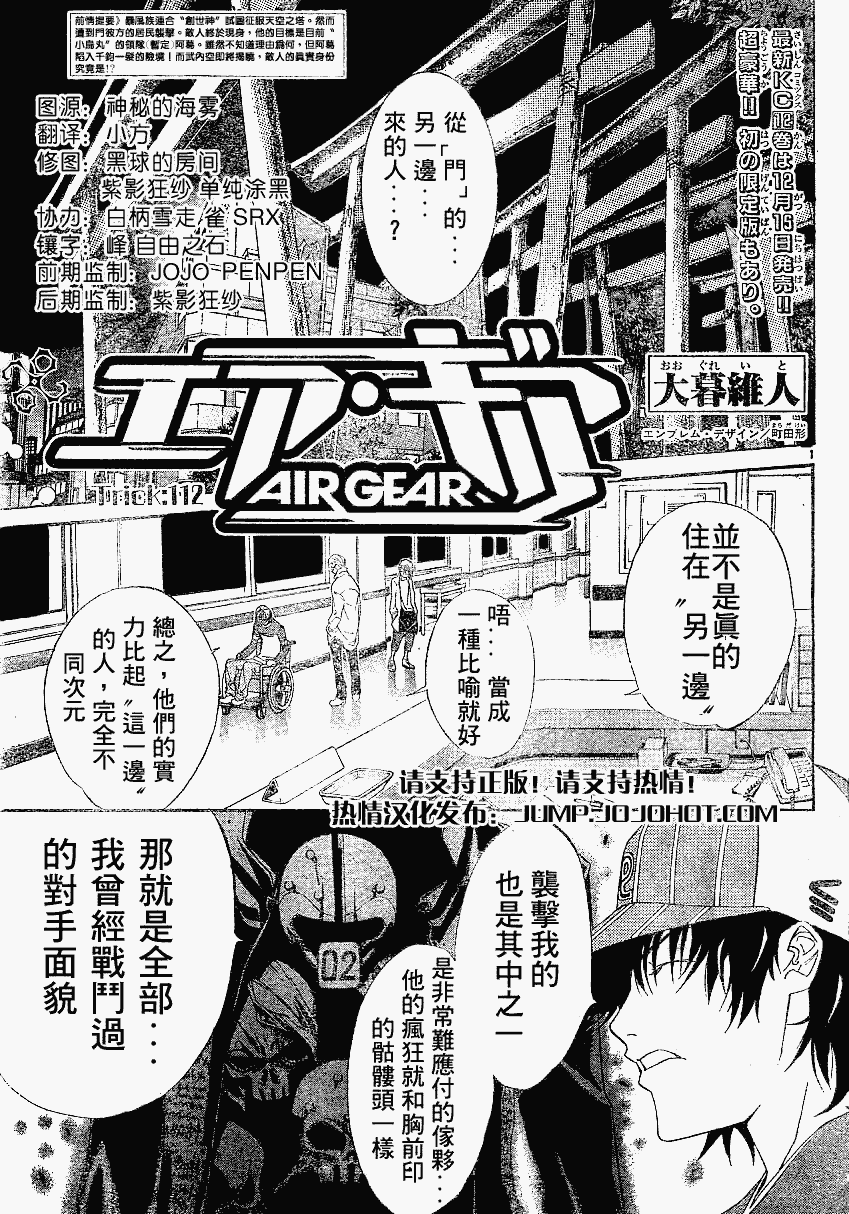 前情提要》暴風族連合"創世神"試圖征服天空之塔。然而
遭到門彼方的居民襲擊。敵人終於現身，他的目標是目前"
小烏丸"的領隊(暫定)阿葛。雖然不知道理由為何，但阿葛
陷入千鈞一髮的險境！而武內空即將揭曉，敵人的真實身份
究竟是!?
图源：神秘的海雾
翻译：小方
修图：黑球的房间
紫影狂纱 单纯涂黑
协力：白柄雪走 雀 SRX
镶字：峰 自由之石
前期监制：JOJO PENPEN
后期监制：紫影狂纱
最新KC12巻は12月15日発売!!
超豪華!! 初の限定版もあり。
從「門」的…
另一邊…
來的人…?
エア・ギア
AIR GEAR
Trick:112
おおぐれいと
大暮維人
エンブレム・デザイン／町田形
1
並不是真的
住在〝另一邊〞
唔…當成
一種比喻就好
總之，他們的實
力比起〝這一邊〞
的人，完全不
同次元
请支持正版！请支持热情！
热情汉化发布：JUMP.JOJOHOT.COM
襲擊我的
也是其中之一
是非常難應付的傢夥…
他的瘋狂就和胸前印
的骷髏頭一樣
02
那就是全部…
我曾經戰鬥過
的對手面貌